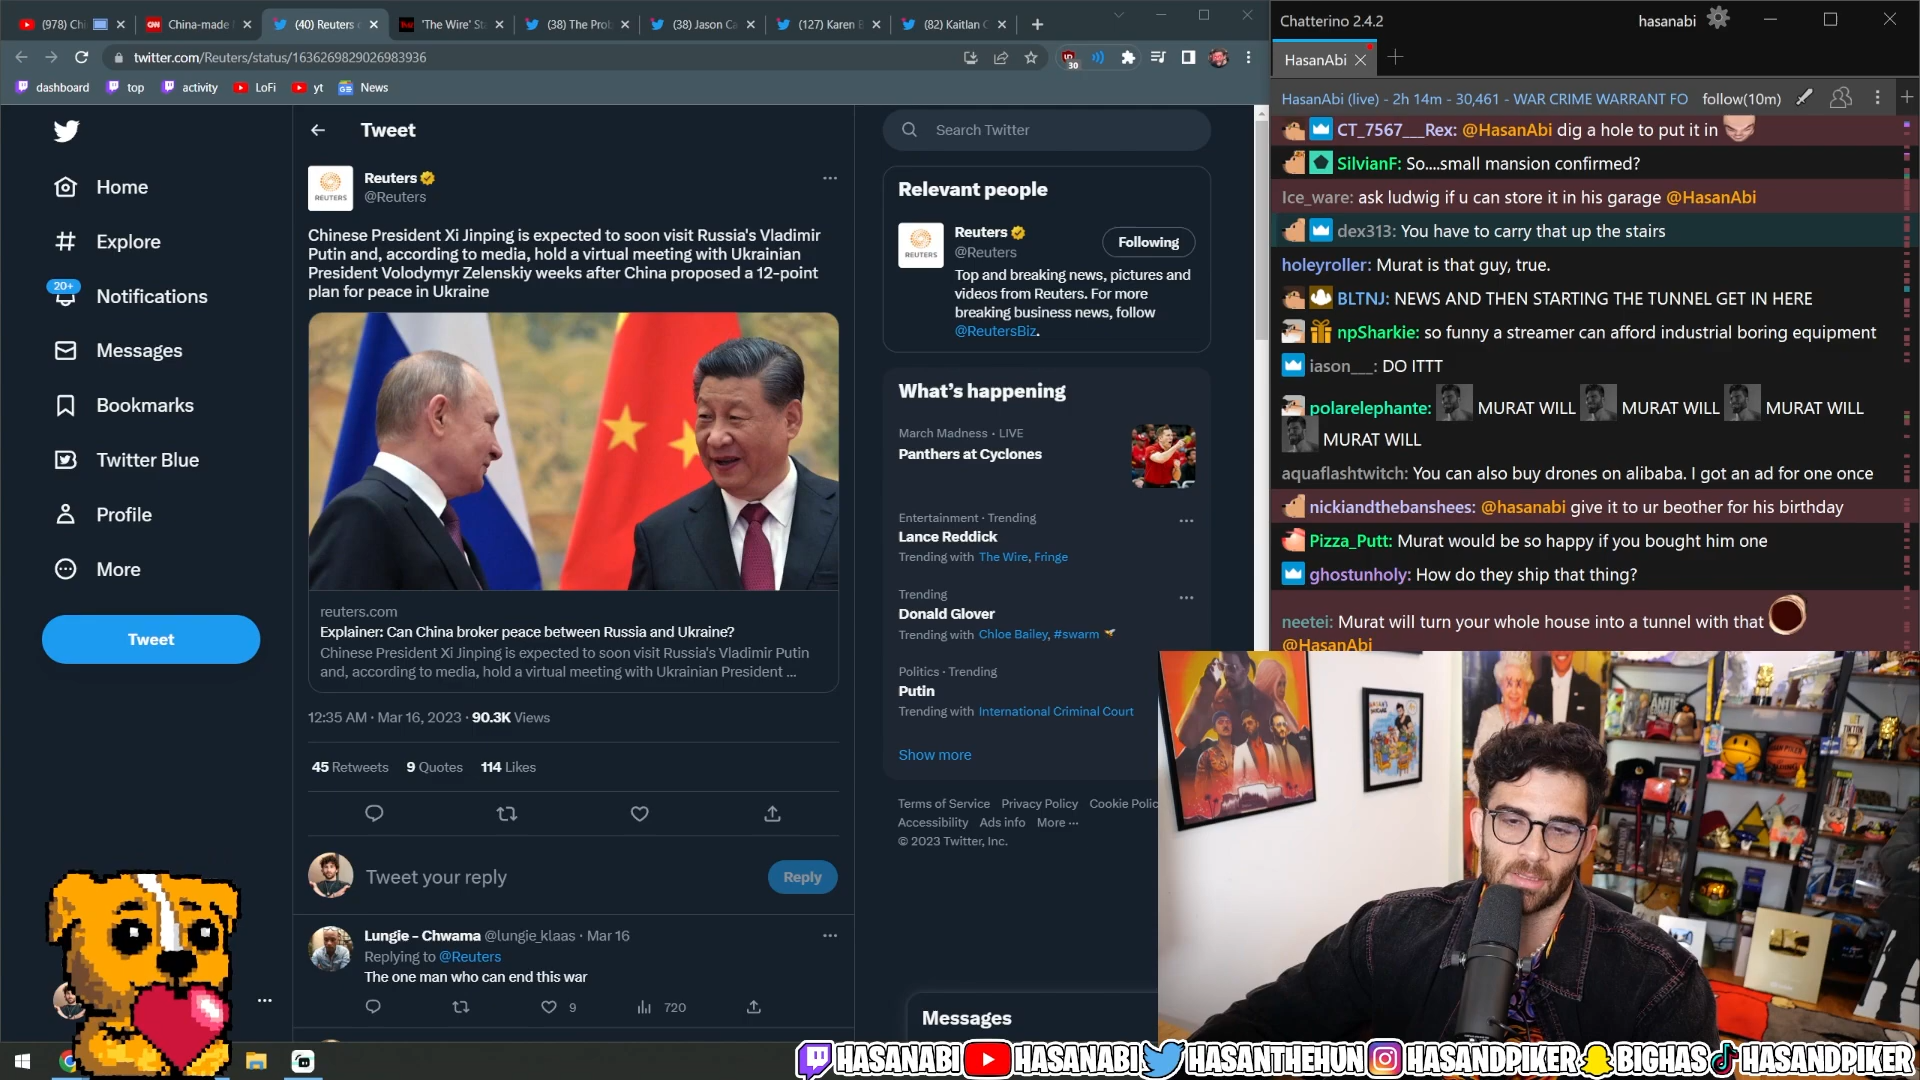 (978) Chi
China-made
(40) Reuters
'The Wire' St
(38) The Prob
(38) Jason Ca
(127) Karen B
(82) Kaitlan C
twitter.com/Reuters/status/1636269829026983936
30
dashboard
top
activity
LoFi
yt
News
Home
Explore
20+
Notifications
Messages
Bookmarks
Twitter Blue
Profile
More
Tweet
Tweet
REUTERS
Reuters
@Reuters
Chinese President Xi Jinping is expected to soon visit Russia's Vladimir
Putin and, according to media, hold a virtual meeting with Ukrainian
President Volodymyr Zelenskiy weeks after China proposed a 12-point
plan for peace in Ukraine
reuters.com
Explainer: Can China broker peace between Russia and Ukraine?
Chinese President Xi Jinping is expected to soon visit Russia's Vladimir Putin
and, according to media, hold a virtual meeting with Ukrainian President ...
12:35 AM · Mar 16, 2023 · 90.3K Views
45 Retweets 9 Quotes 114 Likes
Tweet your reply
Reply
Lungie - Chwama @lungie_klaas · Mar 16
Replying to @Reuters
The one man who can end this war
9
720
Search Twitter
Relevant people
REUTERS
Reuters
@Reuters
Following
Top and breaking news, pictures and
videos from Reuters. For more
breaking business news, follow
@ReutersBiz.
What's happening
March Madness · LIVE
Panthers at Cyclones
Entertainment · Trending
Lance Reddick
Trending with The Wire, Fringe
Trending
Donald Glover
Trending with Chloe Bailey, #swarm
Politics · Trending
Putin
Trending with International Criminal Court
Show more
Terms of Service Privacy Policy Cookie Polic
Accessibility Ads info More ···
© 2023 Twitter, Inc.
Messages
Chatterino 2.4.2
hasanabi
HasanAbi
HasanAbi (live) - 2h 14m - 30,461 - WAR CRIME WARRANT FO
follow(10m)
CT_7567___Rex: @HasanAbi dig a hole to put it in
SilvianF: So....small mansion confirmed?
Ice_ware: ask ludwig if u can store it in his garage @HasanAbi
dex313: You have to carry that up the stairs
holeyroller: Murat is that guy, true.
BLTNJ: NEWS AND THEN STARTING THE TUNNEL GET IN HERE
npSharkie: so funny a streamer can afford industrial boring equipment
iason___: DO ITTT
polarelephante: MURAT WILL MURAT WILL MURAT WILL
MURAT WILL
aquaflashtwitch: You can also buy drones on alibaba. I got an ad for one once
nickiandthebanshees: @hasanabi give it to ur beother for his birthday
Pizza_Putt: Murat would be so happy if you bought him one
ghostunholy: How do they ship that thing?
neetei: Murat will turn your whole house into a tunnel with that
@HasanAbi
HASANABI HASANABI HASANTHEHUN HASANDPIKER BIGHAS HASANDPIKER